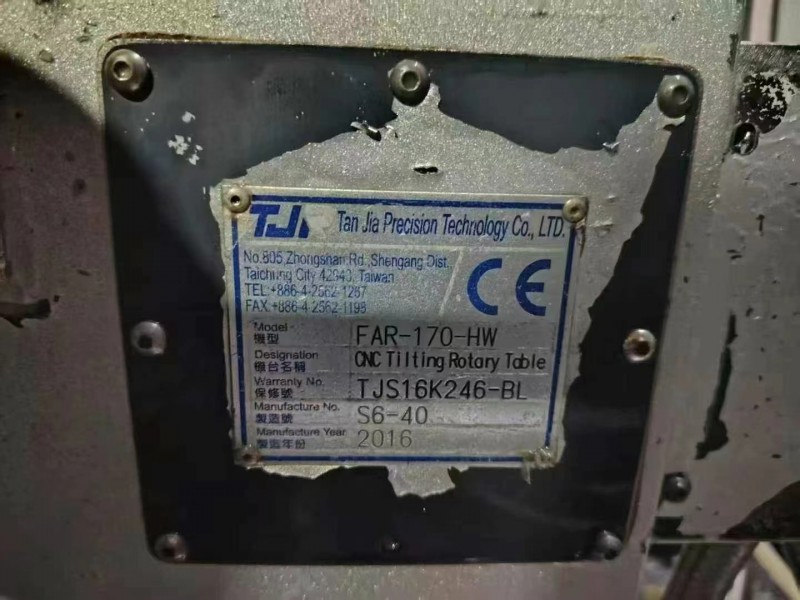 TJR Tan Jia Precision Technology Co., LTD.
No.805 Zhongshan Rd., Shengang Dist.
Taichung City 42943, Taiwan
TEL:+886-4-2562-1287
FAX:+886-4-2562-1198
CE
Model
機型
FAR-170-HW
Designation
機台名稱
CNC Tilting Rotary Table
Warranty No.
保修號
TJS16K246-BL
Manufacture No.
製造號
S6-40
Manufacture Year
製造年份
2016